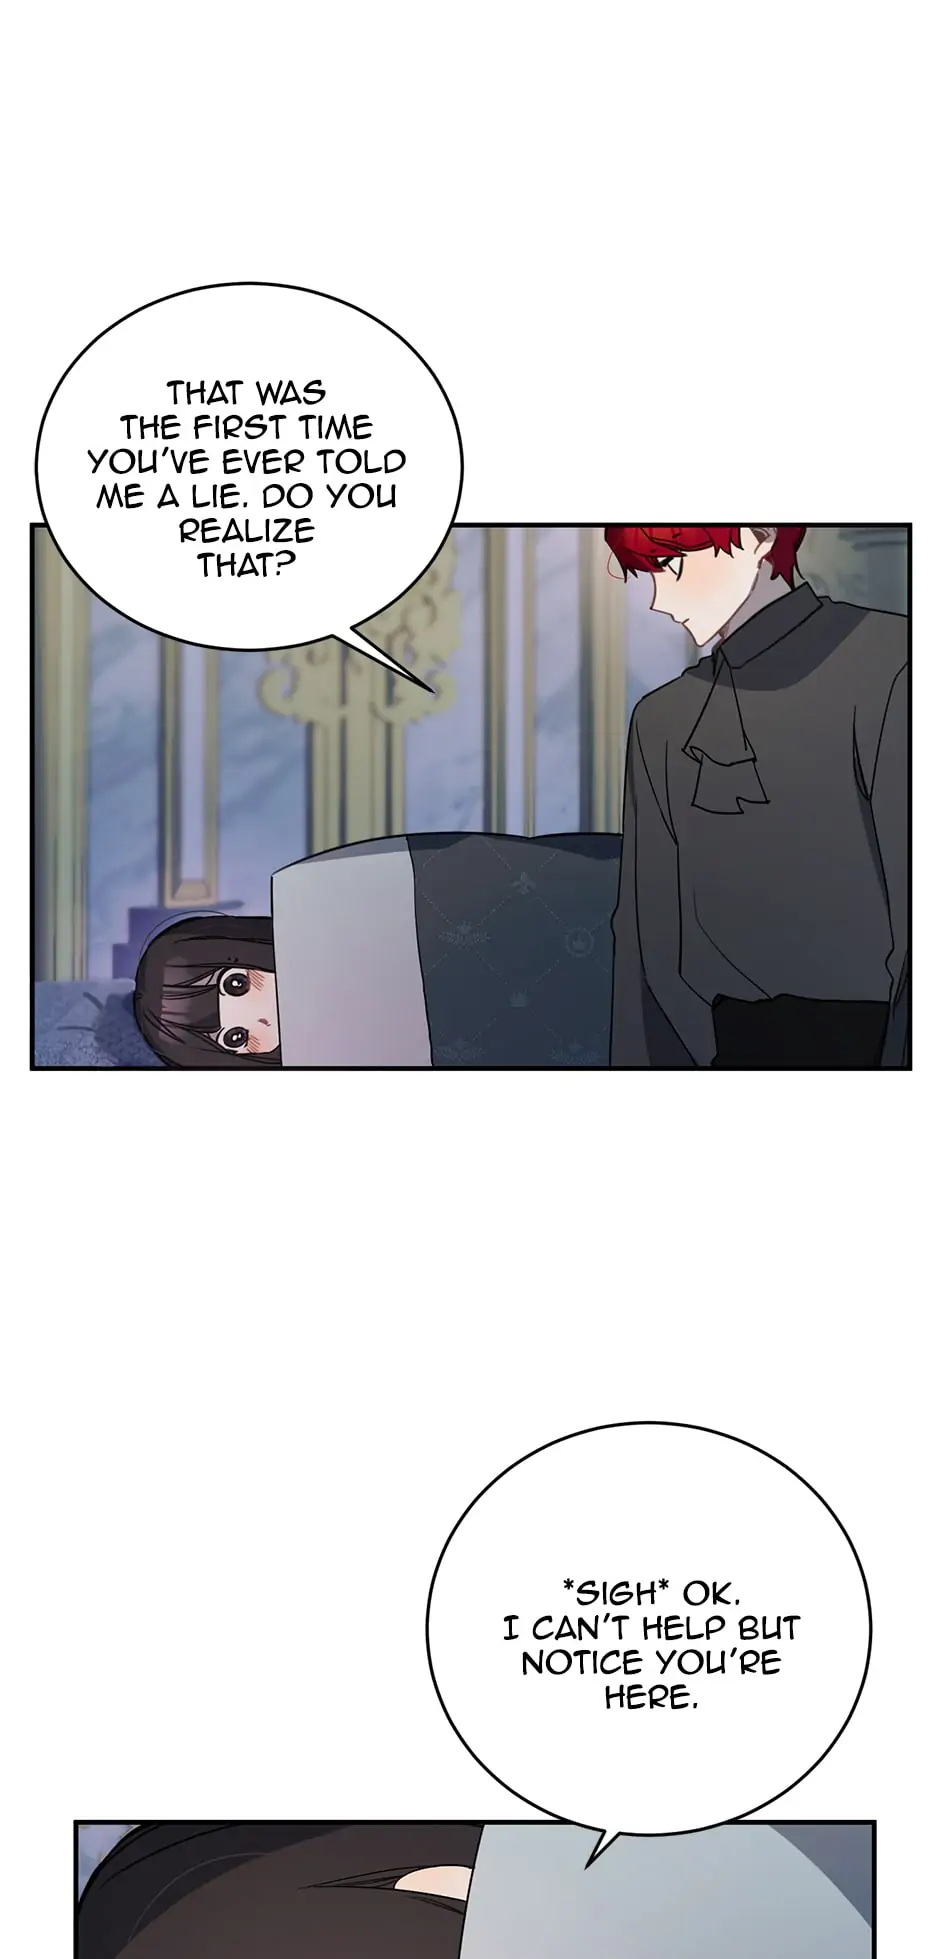 THAT WAS
THE FIRST TIME
YOU'VE EVER TOLD
ME A LIE. DO YOU
REALIZE
THAT?
*SIGH* OK.
I CAN'T HELP BUT
NOTICE YOU'RE
HERE.